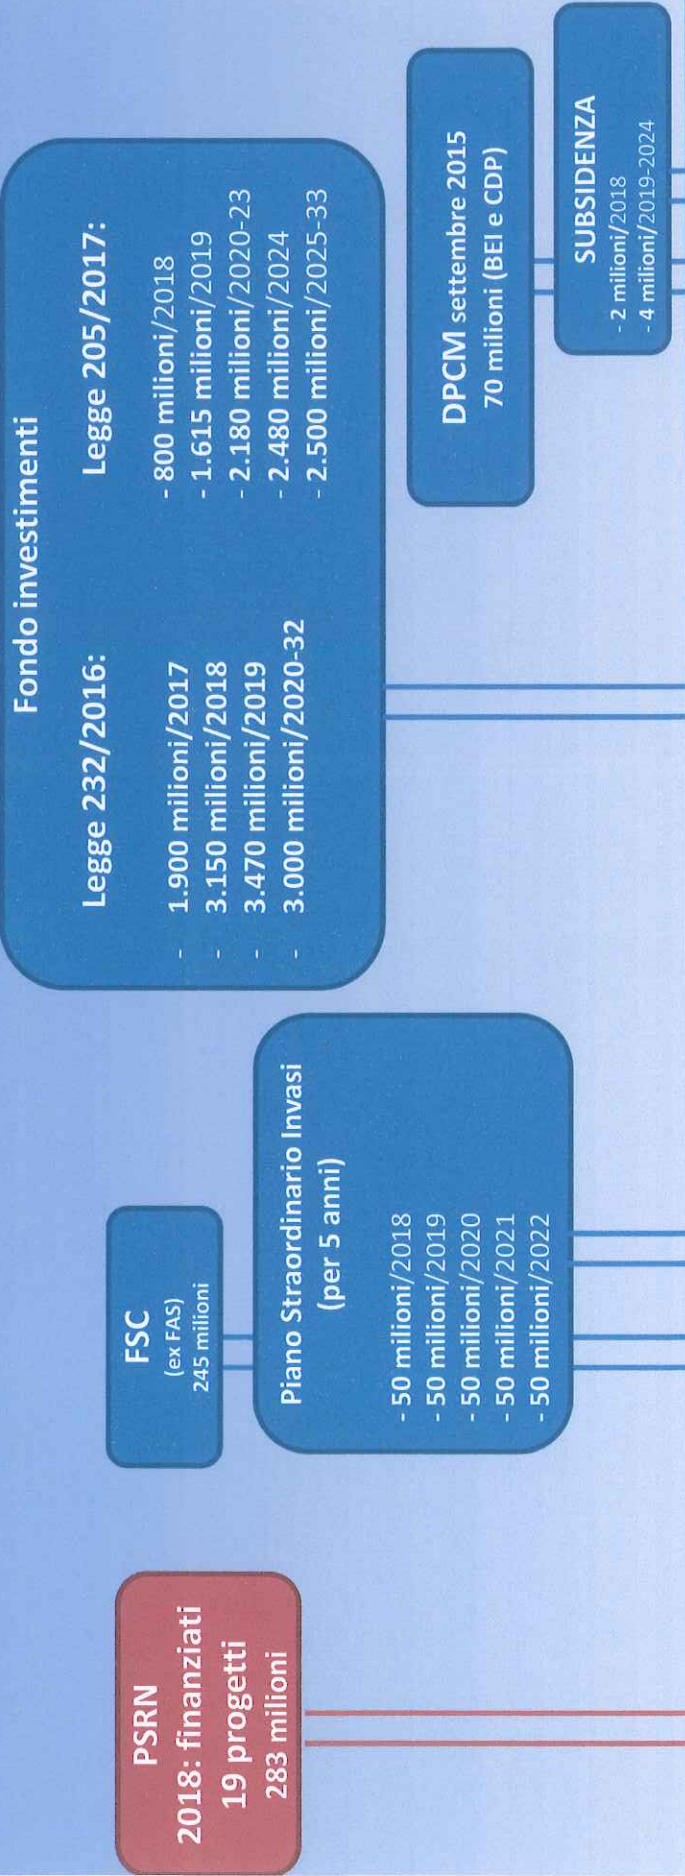 PSRN
2018: finanziati
19 progetti
283 milioni
FSC
(ex FAS)
245 milioni
Piano Straordinario Invasi
(per 5 anni)
- 50 milioni/2018
- 50 milioni/2019
- 50 milioni/2020
- 50 milioni/2021
- 50 milioni/2022
Fondo investimenti
Legge 232/2016:
- 1.900 milioni/2017
- 3.150 milioni/2018
- 3.470 milioni/2019
- 3.000 milioni/2020-32
Legge 205/2017:
- 800 milioni/2018
- 1.615 milioni/2019
- 2.180 milioni/2020-23
- 2.480 milioni/2024
- 2.500 milioni/2025-33
DPCM settembre 2015
70 milioni (BEI e CDP)
SUBSIDENZA
- 2 milioni/2018
- 4 milioni/2019-2024